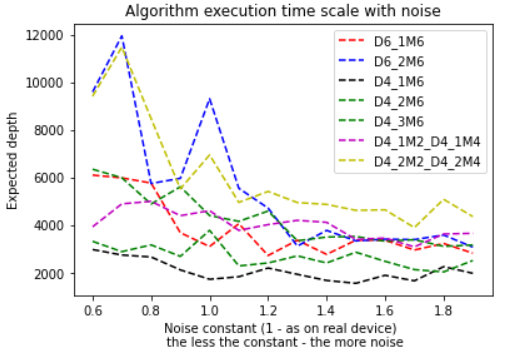 Algorithm execution time scale with noise
12000
10000
8000
6000
4000
2000
Expected depth
D6_1M6
D6_2M6
D4_1M6
D4_2M6
D4_3M6
D4_1M2_D4_1M4
D4_2M2_D4_2M4
0.6 0.8 1.0 1.2 1.4 1.6 1.8
Noise constant (1 - as on real device)
the less the constant - the more noise